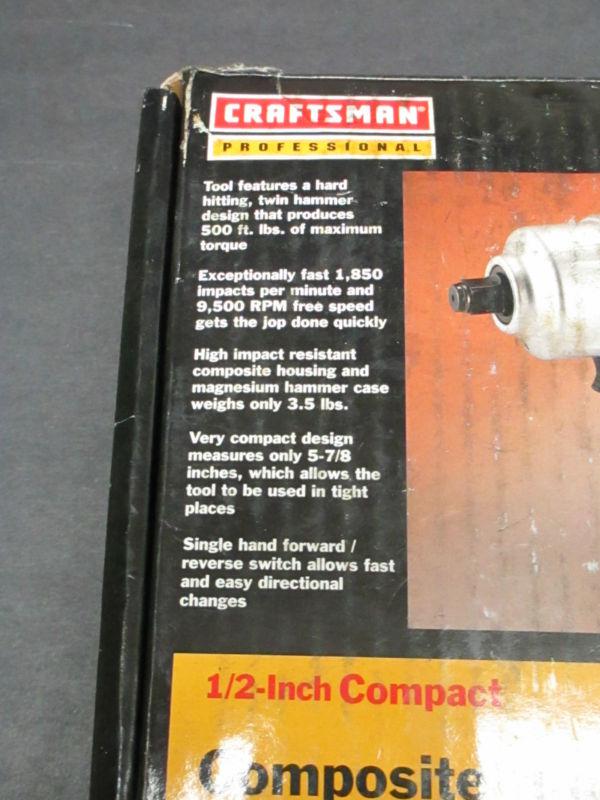 CRAFTSMAN
PROFESSIONAL
Tool features a hard
hitting, twin hammer
design that produces
500 ft. lbs. of maximum
torque
Exceptionally fast 1,850
impacts per minute and
9,500 RPM free speed
gets the jop done quickly
High impact resistant
composite housing and
magnesium hammer case
weighs only 3.5 lbs.
Very compact design
measures only 5-7/8
inches, which allows the
tool to be used in tight
places
Single hand forward /
reverse switch allows fast
and easy directional
changes
1/2-Inch Compact
Composite